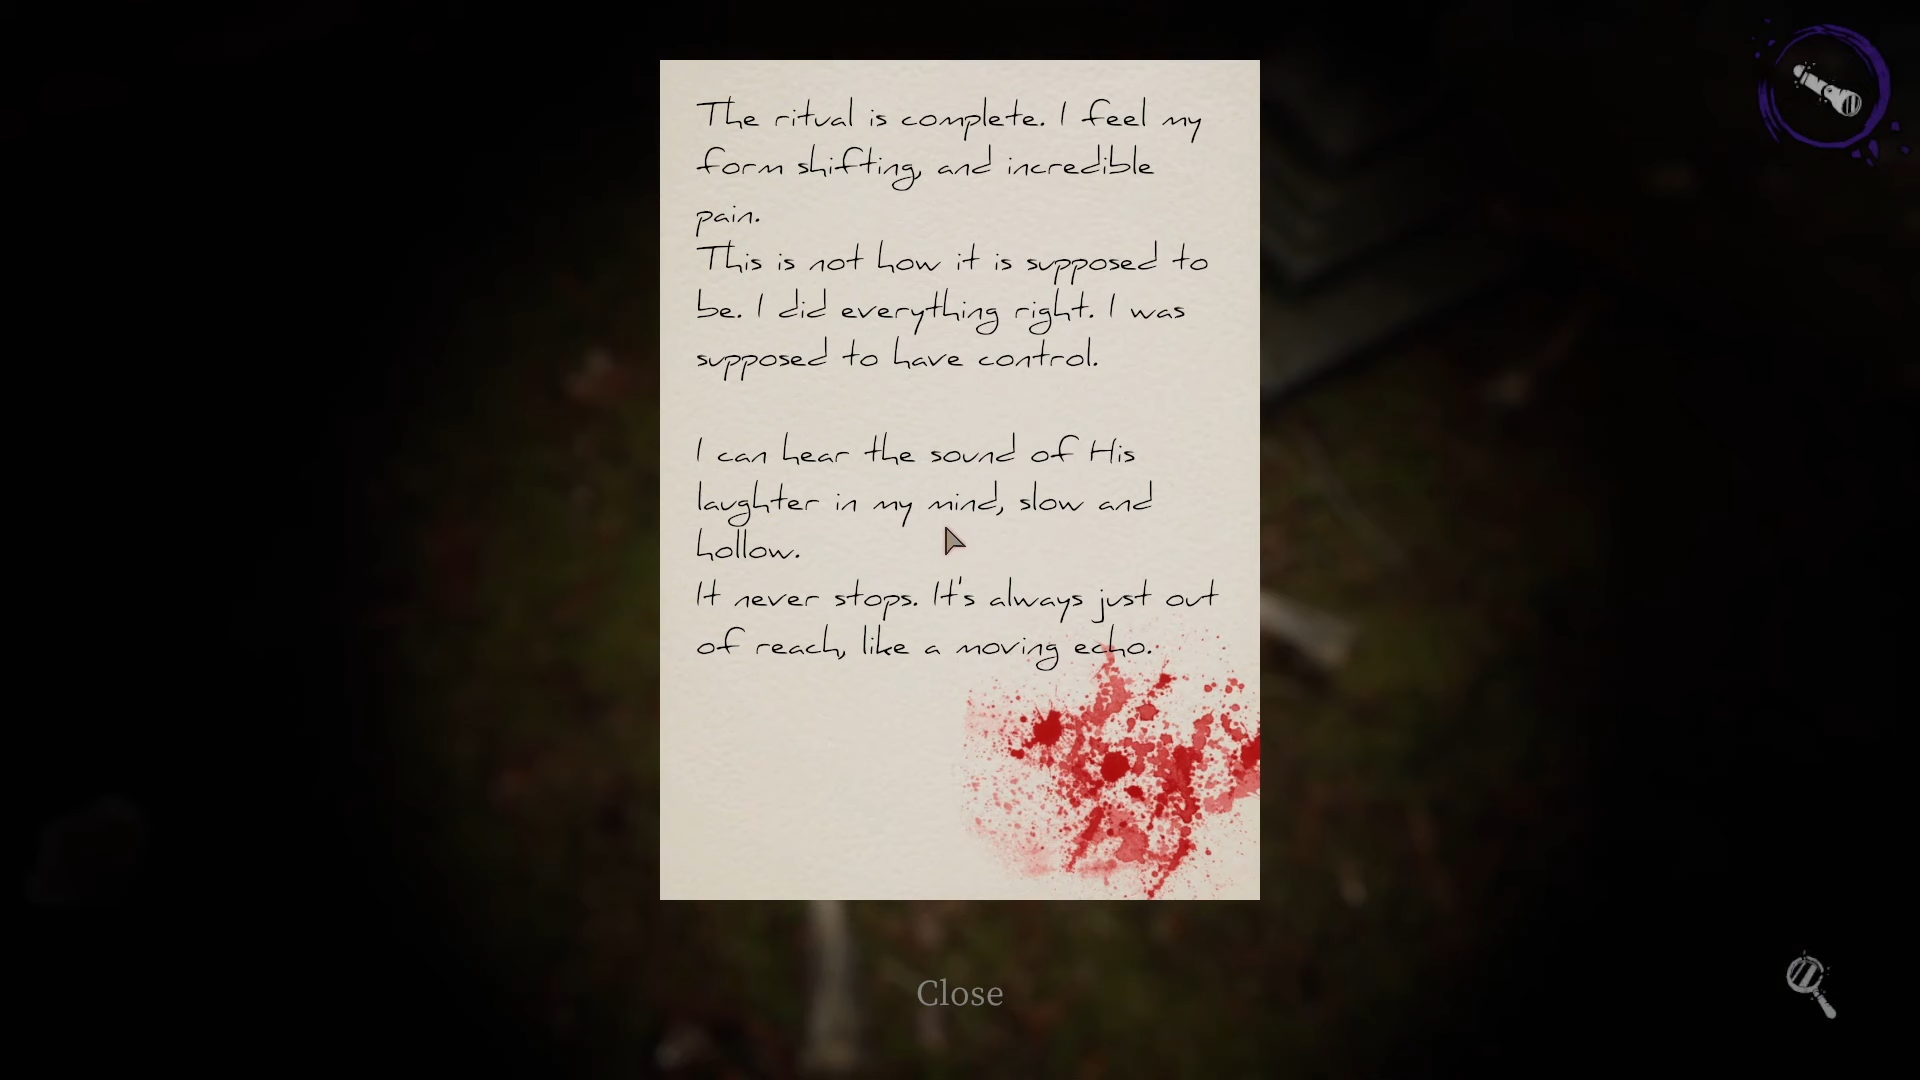 The ritual is complete. I feel my
form shifting, and incredible
pain.
This is not how it is supposed to
be. I did everything right. I was
supposed to have control.
I can hear the sound of His
laughter in my mind, slow and
hollow.
It never stops. It's always just out
of reach, like a moving echo.
Close